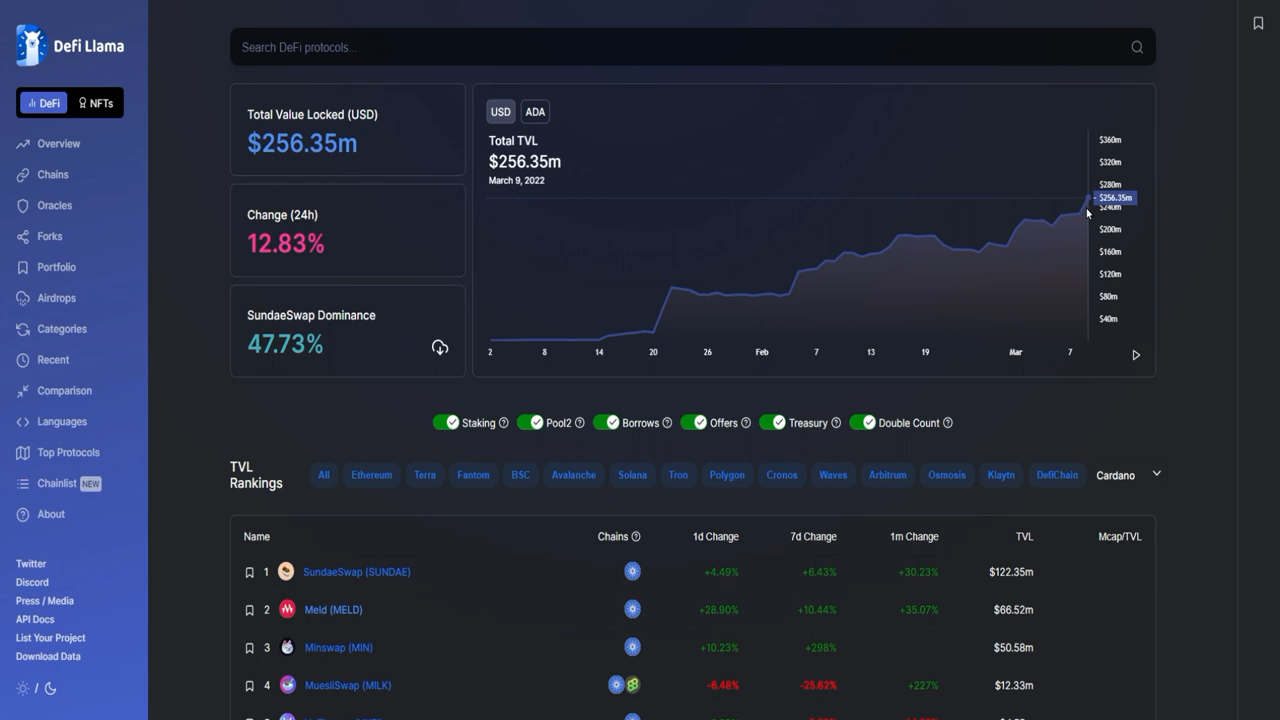 Defi Llama
DeFi
NFTs
Overview
Chains
Oracles
Forks
Portfolio
Airdrops
Categories
Recent
Comparison
Languages
Top Protocols
Chainlist NEW
About
Twitter
Discord
Press / Media
API Docs
List Your Project
Download Data
/
Search DeFi protocols...
Total Value Locked (USD)
$256.35m
Change (24h)
12.83%
SundaeSwap Dominance
47.73%
USD ADA
Total TVL
$256.35m
March 9, 2022
$360m
$320m
$280m
$256.35m
$240m
$200m
$160m
$120m
$80m
$40m
2 8 14 20 26 Feb 7 13 19 Mar 7
Staking Pool2 Borrows Offers Treasury Double Count
TVL
Rankings
All Ethereum Terra Fantom BSC Avalanche Solana Tron Polygon Cronos Waves Arbitrum Osmosis Klaytn DefiChain Cardano
Name Chains 1d Change 7d Change 1m Change TVL Mcap/TVL
1 SundaeSwap (SUNDAE) +4.49% +6.43% +30.23% $122.35m
2 Meld (MELD) +28.90% +10.44% +35.07% $66.52m
3 Minswap (MIN) +10.23% +298% $50.58m
4 MuesliSwap (MILK) -6.48% -25.62% +227% $12.33m